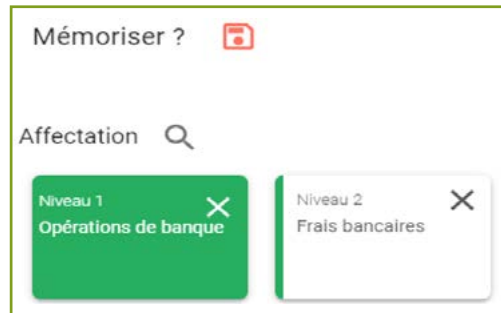 Mémoriser ?
Affectation
Niveau 1
Opérations de banque
Niveau 2
Frais bancaires